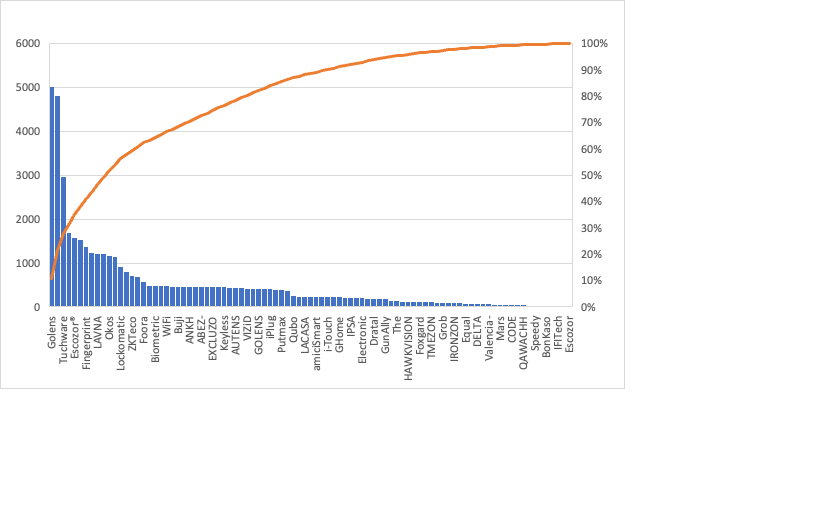 6000
5000
4000
3000
2000
1000
0
100%
90%
80%
70%
60%
50%
40%
30%
20%
10%
0%
Golens
Tuchware
Escozor®
Fingerprint
LAVNA
Okos
Lockomatic
ZKTeco
Foora
Biometric
WiFi
Buji
ANKH
ABEZ-
EXCLUZO
Keyless
AUTENS
VIZID
GOLENS
iPlug
Putmax
Qubo
LACASA
amiciSmart
i-Touch
GHome
IPSA
Electronic
Dratal
GunAlly
The
HAWKVISION
Foxgard
TMEZON
Grob
IRONZON
Equal
DELTA
Valencia-
Mars
CODE
QAWACHH
Speedy
BonKaso
IFITech
Escozor